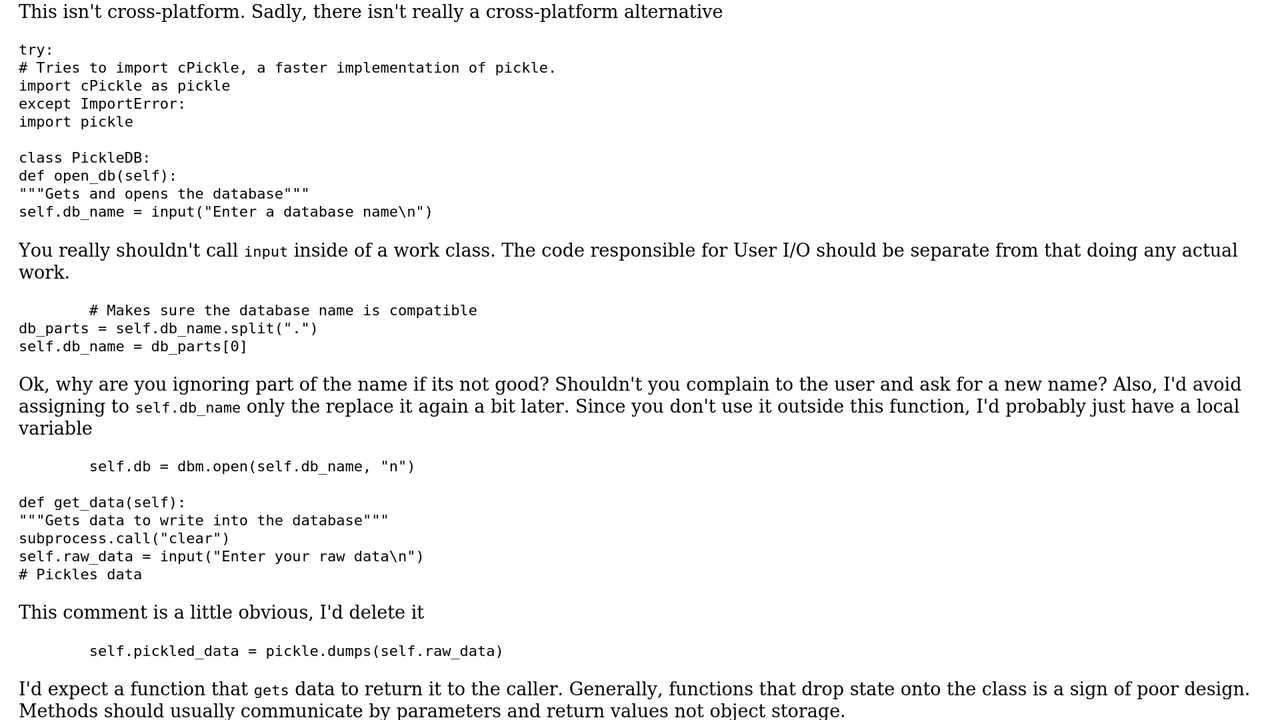 This isn't cross-platform. Sadly, there isn't really a cross-platform alternative
try:
# Tries to import cPickle, a faster implementation of pickle.
import cPickle as pickle
except ImportError:
import pickle
class PickleDB:
def open_db(self):
"""Gets and opens the database"""
self.db_name = input("Enter a database name\n")
You really shouldn't call input inside of a work class. The code responsible for User I/O should be separate from that doing any actual
work.
# Makes sure the database name is compatible
db_parts = self.db_name.split(".")
self.db_name = db_parts[0]
Ok, why are you ignoring part of the name if its not good? Shouldn't you complain to the user and ask for a new name? Also, I'd avoid
assigning to self.db_name only the replace it again a bit later. Since you don't use it outside this function, I'd probably just have a local
variable
self.db = dbm.open(self.db_name, "n")
def get_data(self):
"""Gets data to write into the database"""
subprocess.call("clear")
self.raw_data = input("Enter your raw data\n")
# Pickles data
This comment is a little obvious, I'd delete it
self.pickled_data = pickle.dumps(self.raw_data)
I'd expect a function that gets data to return it to the caller. Generally, functions that drop state onto the class is a sign of poor design.
Methods should usually communicate by parameters and return values not object storage.